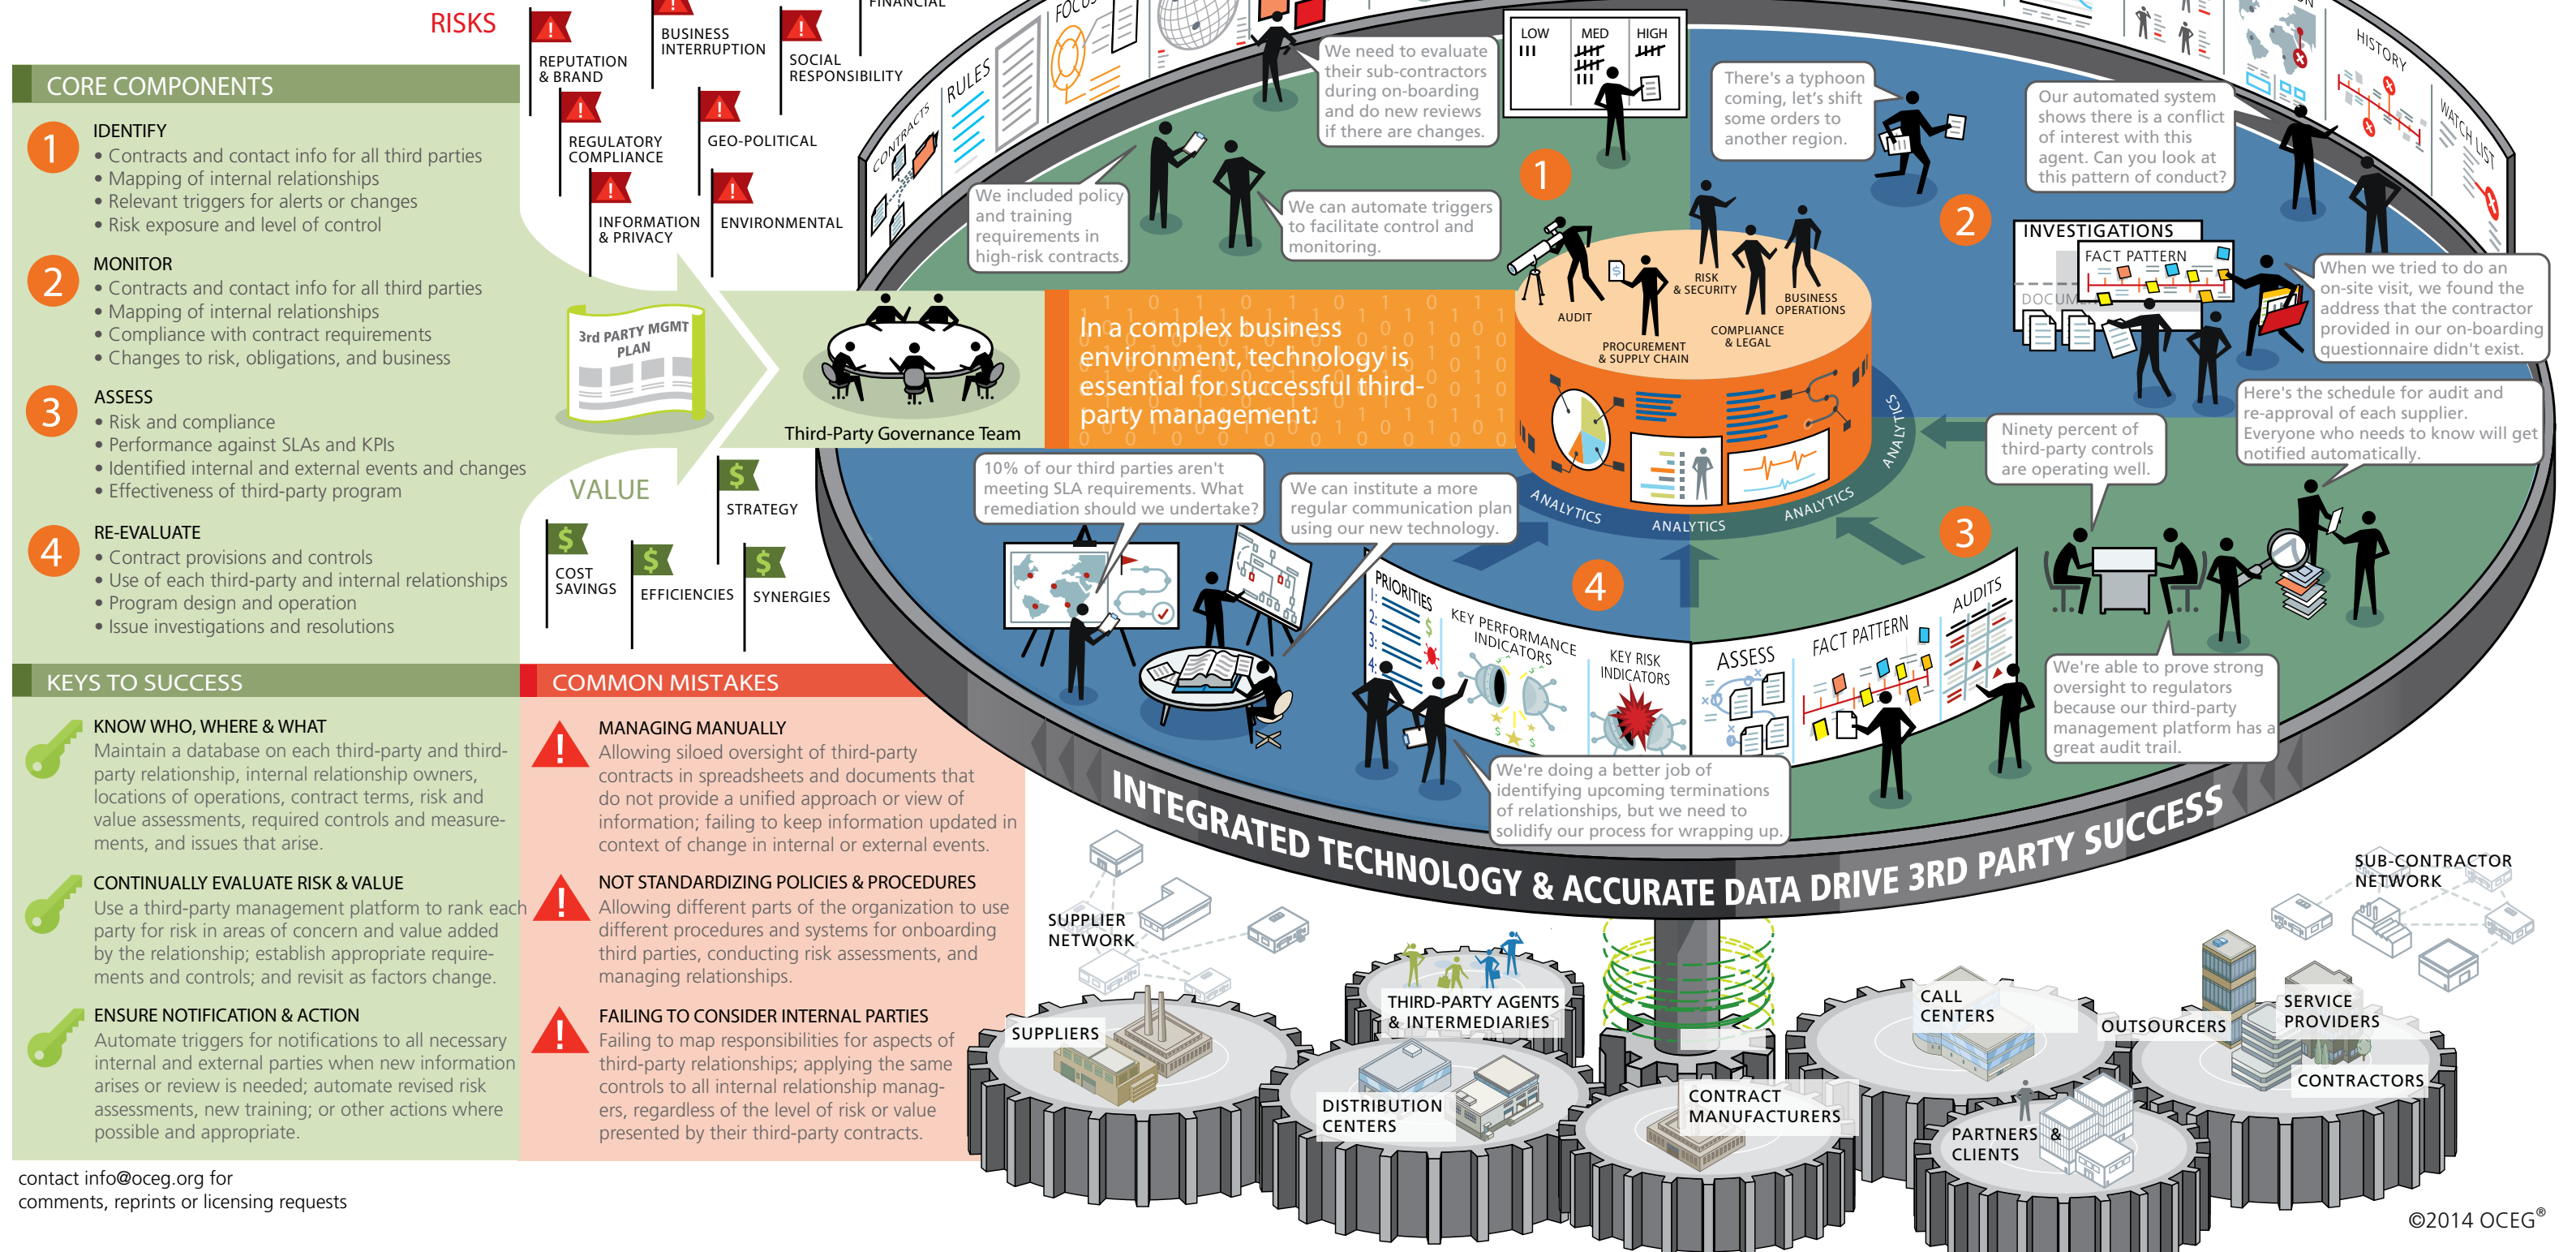 RISKS
FINANCIAL
REPUTATION
& BRAND
BUSINESS
INTERRUPTION
SOCIAL
RESPONSIBILITY
REGULATORY
COMPLIANCE
GEO-POLITICAL
INFORMATION
& PRIVACY
ENVIRONMENTAL
CORE COMPONENTS
1
IDENTIFY
• Contracts and contact info for all third parties
• Mapping of internal relationships
• Relevant triggers for alerts or changes
• Risk exposure and level of control
2
MONITOR
• Contracts and contact info for all third parties
• Mapping of internal relationships
• Compliance with contract requirements
• Changes to risk, obligations, and business
3
ASSESS
• Risk and compliance
• Performance against SLAs and KPIs
• Identified internal and external events and changes
• Effectiveness of third-party program
4
RE-EVALUATE
• Contract provisions and controls
• Use of each third-party and internal relationships
• Program design and operation
• Issue investigations and resolutions
3rd PARTY MGMT
PLAN
Third-Party Governance Team
VALUE
STRATEGY
COST
SAVINGS
EFFICIENCIES
SYNERGIES
KEYS TO SUCCESS
KNOW WHO, WHERE & WHAT
Maintain a database on each third-party and third-
party relationship, internal relationship owners,
locations of operations, contract terms, risk and
value assessments, required controls and measure-
ments, and issues that arise.
CONTINUALLY EVALUATE RISK & VALUE
Use a third-party management platform to rank each
party for risk in areas of concern and value added
by the relationship; establish appropriate require-
ments and controls; and revisit as factors change.
ENSURE NOTIFICATION & ACTION
Automate triggers for notifications to all necessary
internal and external parties when new information
arises or review is needed; automate revised risk
assessments, new training; or other actions where
possible and appropriate.
COMMON MISTAKES
MANAGING MANUALLY
Allowing siloed oversight of third-party
contracts in spreadsheets and documents that
do not provide a unified approach or view of
information; failing to keep information updated in
context of change in internal or external events.
NOT STANDARDIZING POLICIES & PROCEDURES
Allowing different parts of the organization to use
different procedures and systems for onboarding
third parties, conducting risk assessments, and
managing relationships.
FAILING TO CONSIDER INTERNAL PARTIES
Failing to map responsibilities for aspects of
third-party relationships; applying the same
controls to all internal relationship manag-
ers, regardless of the level of risk or value
presented by their third-party contracts.
contact info@oceg.org for
comments, reprints or licensing requests
CONTRACTS
RULES
FOCUS
We need to evaluate
their sub-contractors
during on-boarding
and do new reviews
if there are changes.
LOW
MED
HIGH
We included policy
and training
requirements in
high-risk contracts.
We can automate triggers
to facilitate control and
monitoring.
1
There's a typhoon
coming, let's shift
some orders to
another region.
Our automated system
shows there is a conflict
of interest with this
agent. Can you look at
this pattern of conduct?
HISTORY
WATCH LIST
2
INVESTIGATIONS
FACT PATTERN
When we tried to do an
on-site visit, we found the
address that the contractor
provided in our on-boarding
questionnaire didn't exist.
In a complex business
environment, technology is
essential for successful third-
party management.
AUDIT
PROCUREMENT
& SUPPLY CHAIN
RISK
& SECURITY
COMPLIANCE
& LEGAL
BUSINESS
OPERATIONS
ANALYTICS
ANALYTICS
ANALYTICS
ANALYTICS
Here's the schedule for audit and
re-approval of each supplier.
Everyone who needs to know will get
notified automatically.
Ninety percent of
third-party controls
are operating well.
3
We're able to prove strong
oversight to regulators
because our third-party
management platform has a
great audit trail.
10% of our third parties aren't
meeting SLA requirements. What
remediation should we undertake?
We can institute a more
regular communication plan
using our new technology.
4
PRIORITIES
1:
2:
3:
4:
KEY PERFORMANCE
INDICATORS
KEY RISK
INDICATORS
ASSESS
FACT PATTERN
AUDITS
We're doing a better job of
identifying upcoming terminations
of relationships, but we need to
solidify our process for wrapping up.
INTEGRATED TECHNOLOGY & ACCURATE DATA DRIVE 3RD PARTY SUCCESS
SUPPLIER
NETWORK
SUPPLIERS
THIRD-PARTY AGENTS
& INTERMEDIARIES
DISTRIBUTION
CENTERS
CONTRACT
MANUFACTURERS
CALL
CENTERS
PARTNERS &
CLIENTS
OUTSOURCERS
SERVICE
PROVIDERS
CONTRACTORS
SUB-CONTRACTOR
NETWORK
©2014 OCEG®